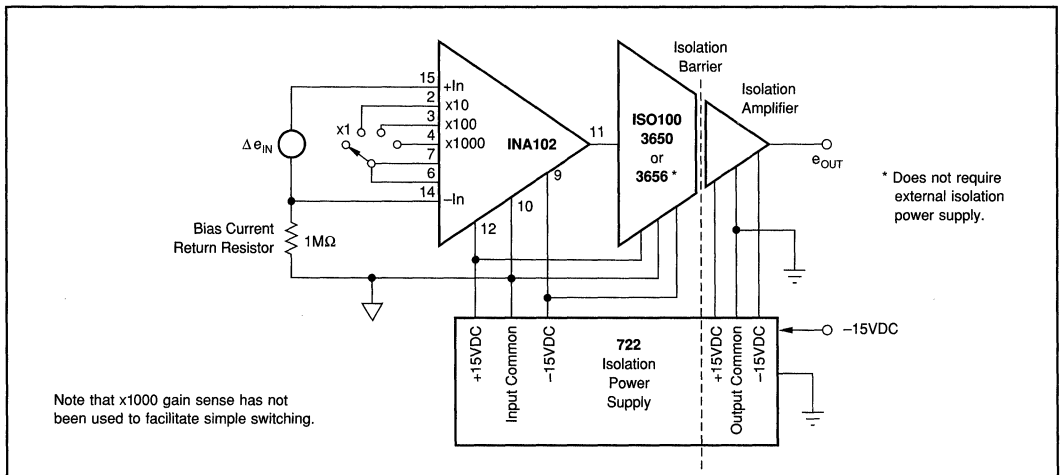 Isolation
Barrier
Isolation
Amplifier
15
+In
2
x10
3
x100
4
x1000
7
6
14
–In
x1
Δ eIN
INA102
11
9
10
12
ISO100
3650
or
3656 *
eOUT
* Does not require
external isolation
power supply.
Bias Current
Return Resistor
1MΩ
+15VDC
Input Common
–15VDC
722
Isolation
Power
Supply
+15VDC
Output Common
–15VDC
–15VDC
Note that x1000 gain sense has not
been used to facilitate simple switching.